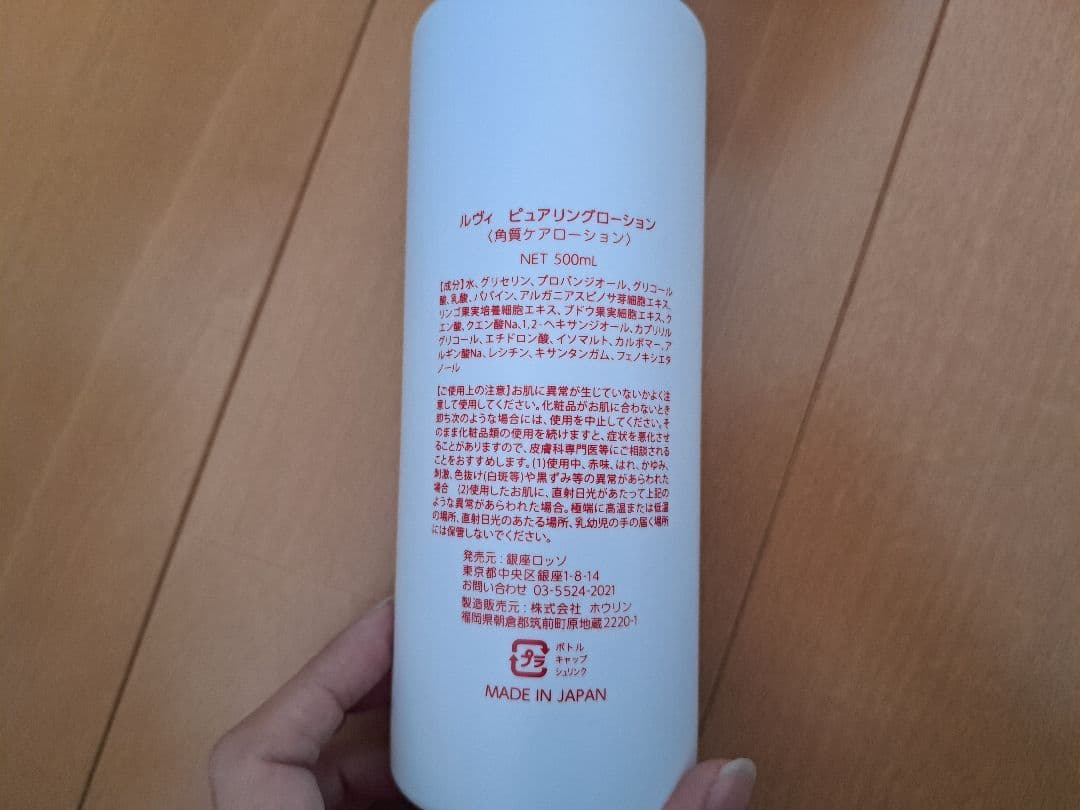 ルヴィ ピュアリングローション
〈角質ケアローション〉
NET 500mL
【成分】水、グリセリン、プロパンジオール、グリコール
酸、乳酸、パパイン、アルガニアスピノサ芽細胞エキス、
リンゴ果実培養細胞エキス、ブドウ果実細胞エキス、ク
エン酸、クエン酸Na、1,2-ヘキサンジオール、カプリリル
グリコール、エチドロン酸、イソマルト、カルボマー、ア
ルギン酸Na、レシチン、キサンタンガム、フェノキシエタ
ノール
【ご使用上の注意】お肌に異常が生じていないかよく注
意して使用してください。化粧品がお肌に合わないとき
即ち次のような場合には、使用を中止してください。そ
のまま化粧品類の使用を続けますと、症状を悪化させ
ることがありますので、皮膚科専門医等にご相談される
ことをおすすめします。(1)使用中、赤味、はれ、かゆみ、
刺激、色抜け(白斑等)や黒ずみ等の異常があらわれた
場合 (2)使用したお肌に、直射日光があたって上記の
ような異常があらわれた場合。極端に高温または低温
の場所、直射日光のあたる場所、乳幼児の手の届く場所
には保管しないでください。
発売元：銀座ロッソ
東京都中央区銀座1-8-14
お問い合わせ 03-5524-2021
製造販売元：株式会社 ホウリン
福岡県朝倉郡筑前町原地蔵2220-1
プラ
ボトル
キャップ
シュリンク
MADE IN JAPAN